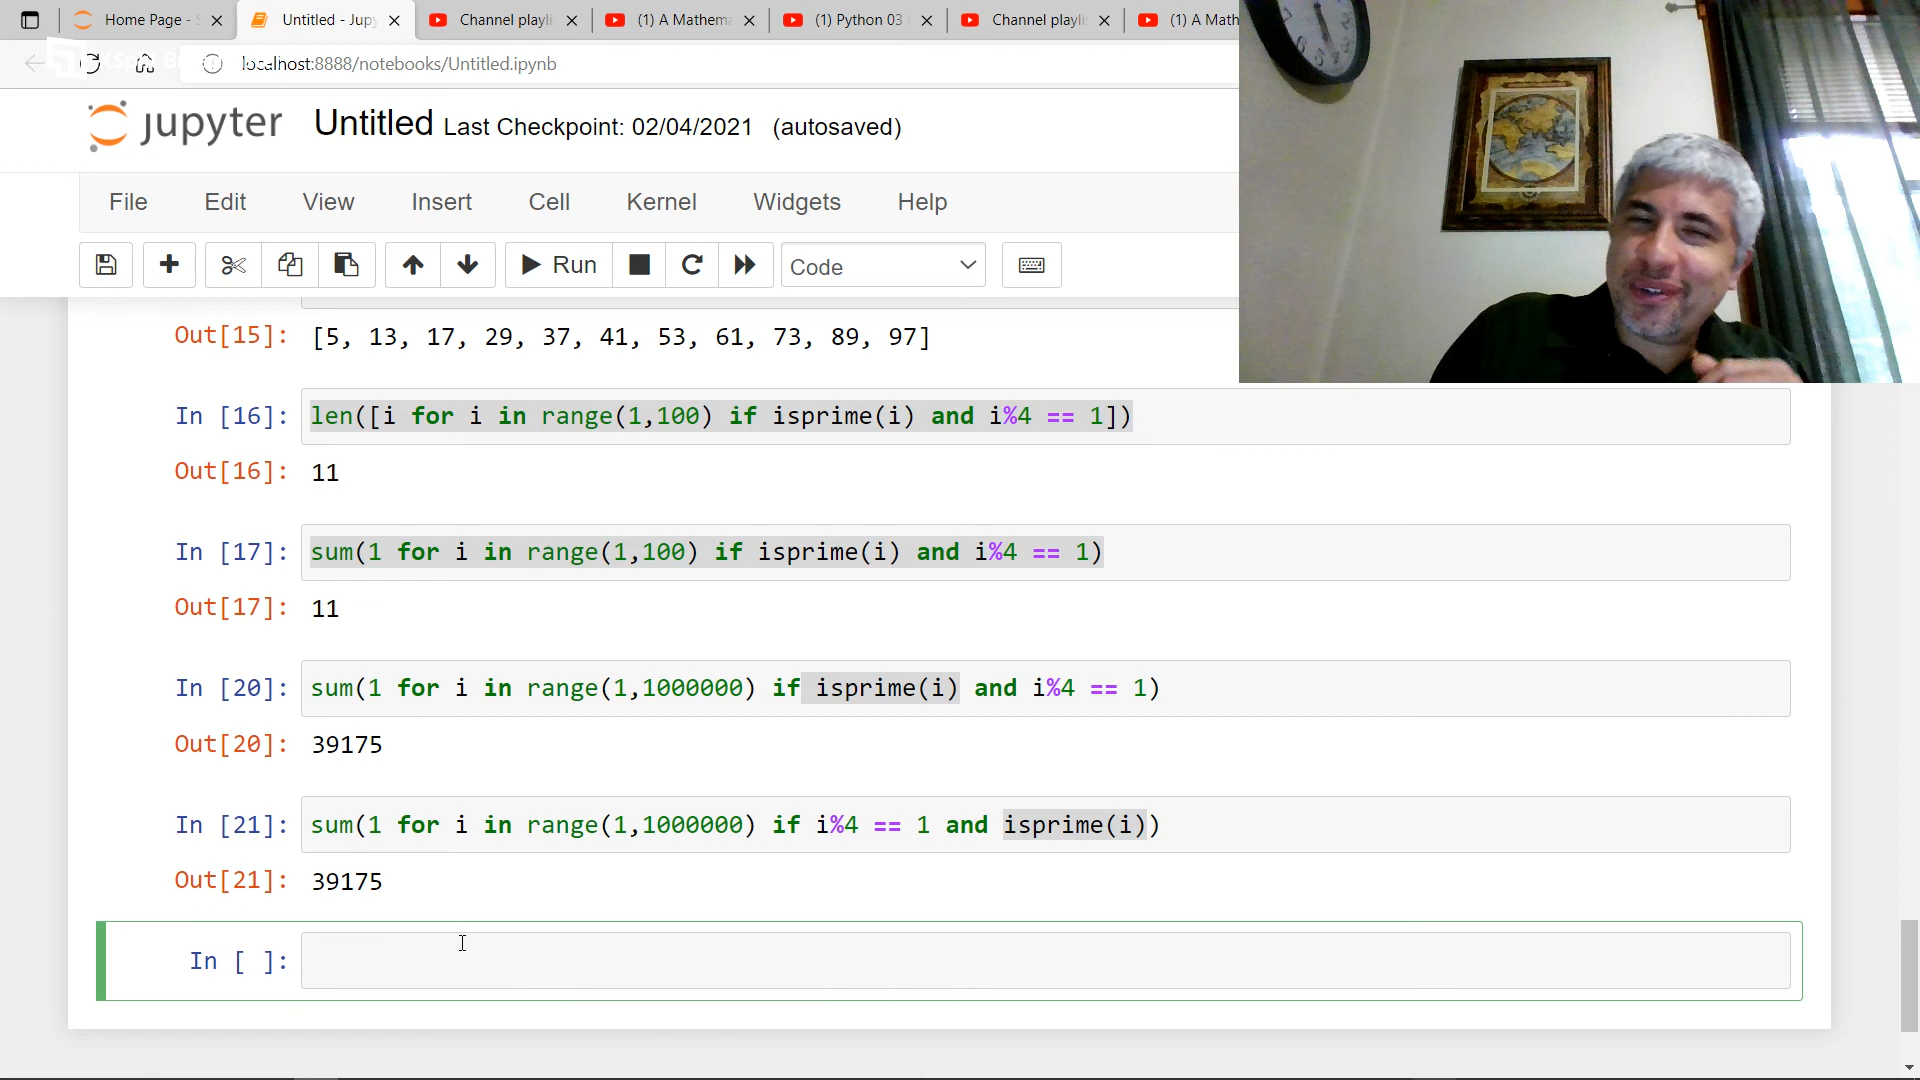 Home Page -
Untitled - Jupy
Channel playli
(1) A Mathema
(1) Python 03
Channel playli
(1) A Math
localhost:8888/notebooks/Untitled.ipynb
jupyter Untitled Last Checkpoint: 02/04/2021 (autosaved)
File Edit View Insert Cell Kernel Widgets Help
Run Code
Out[15]: [5, 13, 17, 29, 37, 41, 53, 61, 73, 89, 97]
In [16]: len([i for i in range(1,100) if isprime(i) and i%4 == 1])
Out[16]: 11
In [17]: sum(1 for i in range(1,100) if isprime(i) and i%4 == 1)
Out[17]: 11
In [20]: sum(1 for i in range(1,1000000) if isprime(i) and i%4 == 1)
Out[20]: 39175
In [21]: sum(1 for i in range(1,1000000) if i%4 == 1 and isprime(i))
Out[21]: 39175
In [ ]: